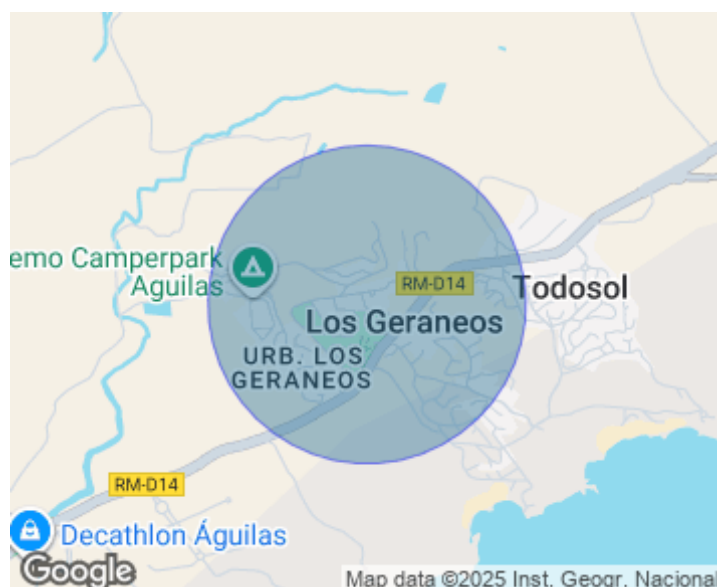 emo Camperpark
Aguilas
RM-D14
Todosol
Los Geraneos
URB. LOS
GERANEOS
RM-D14
Decathlon Águilas
Google
Map data ©2025 Inst. Geogr. Nacional